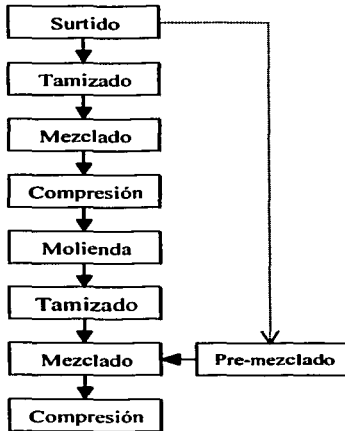 Surtido
Tamizado
Mezclado
Compresión
Molienda
Tamizado
Mezclado
Pre-mezclado
Compresión